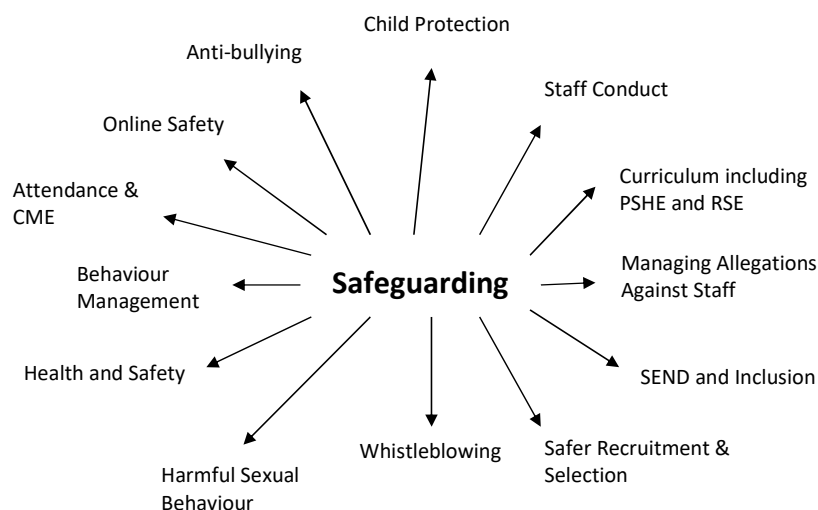 Child Protection
Anti-bullying
Staff Conduct
Online Safety
Curriculum including
PSHE and RSE
Attendance &
CME
Managing Allegations
Against Staff
Behaviour
Management
Safeguarding
Health and Safety
SEND and Inclusion
Whistleblowing
Safer Recruitment &
Selection
Harmful Sexual
Behaviour